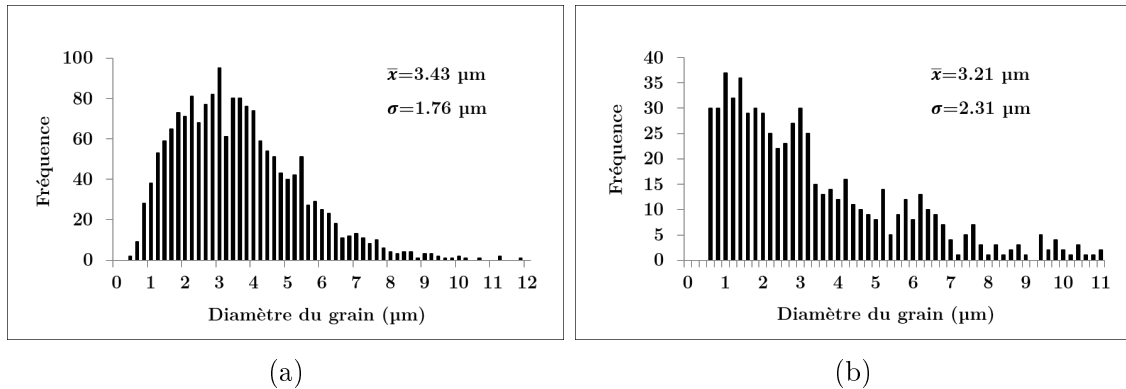 Fréquence
100
80
60
40
20
0
x̄=3.43 µm
σ=1.76 µm
0 1 2 3 4 5 6 7 8 9 10 11 12
Diamètre du grain (µm)
(a)
Fréquence
40
35
30
25
20
15
10
5
0
x̄=3.21 µm
σ=2.31 µm
0 1 2 3 4 5 6 7 8 9 10 11
Diamètre du grain (µm)
(b)